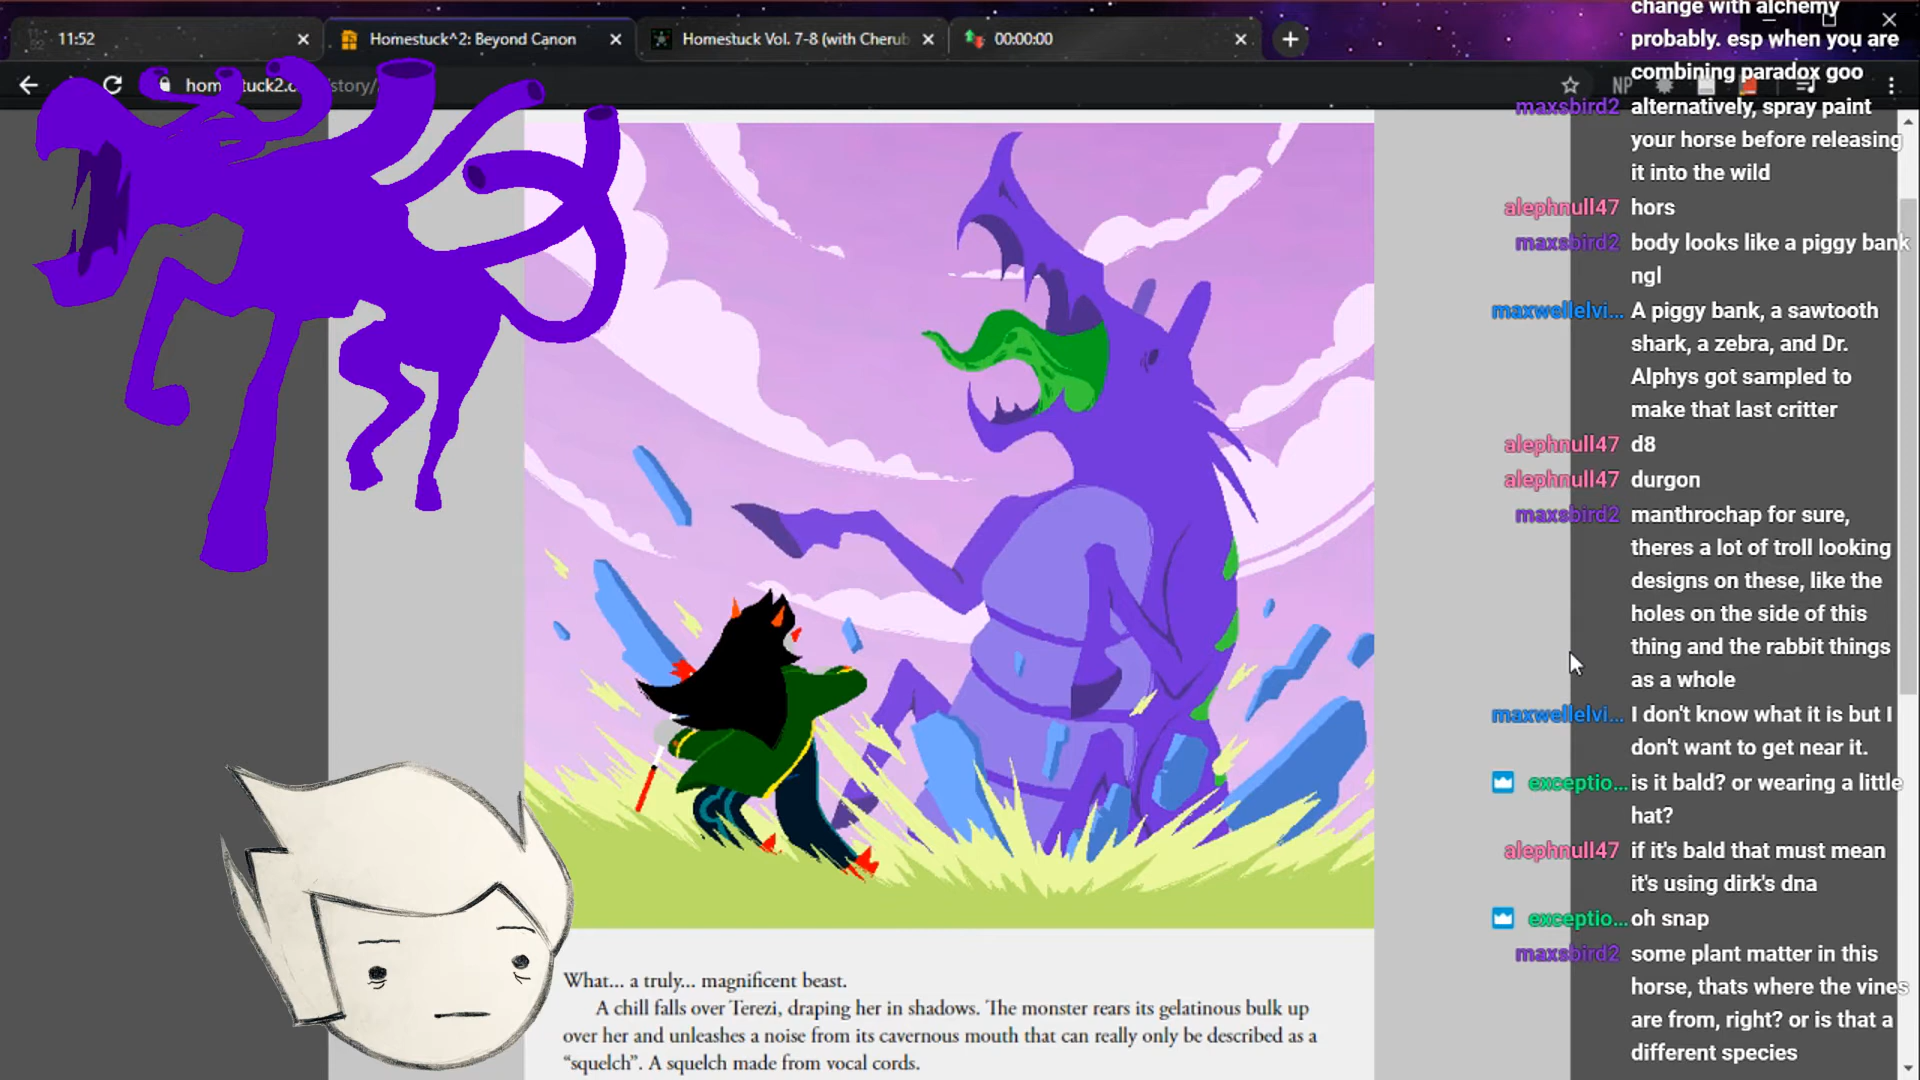 11:52
Homestuck^2: Beyond Canon
Homestuck Vol. 7-8 (with Cherub
00:00:00
tuck2.c
story/
NP
change with alchemy
probably. esp when you are
combining paradox goo
maxsbird2 alternatively, spray paint
your horse before releasing
it into the wild
alephnull47 hors
maxsbird2 body looks like a piggy bank
ngl
maxwellelvi... A piggy bank, a sawtooth
shark, a zebra, and Dr.
Alphys got sampled to
make that last critter
alephnull47 d8
alephnull47 durgon
maxsbird2 manthrochap for sure,
theres a lot of troll looking
designs on these, like the
holes on the side of this
thing and the rabbit things
as a whole
maxwellelvi... I don't know what it is but I
don't want to get near it.
exceptio... is it bald? or wearing a little
hat?
alephnull47 if it's bald that must mean
it's using dirk's dna
exceptio... oh snap
maxsbird2 some plant matter in this
horse, thats where the vines
are from, right? or is that a
different species
What... a truly... magnificent beast.
A chill falls over Terezi, draping her in shadows. The monster rears its gelatinous bulk up
over her and unleashes a noise from its cavernous mouth that can really only be described as a
“squelch”. A squelch made from vocal cords.